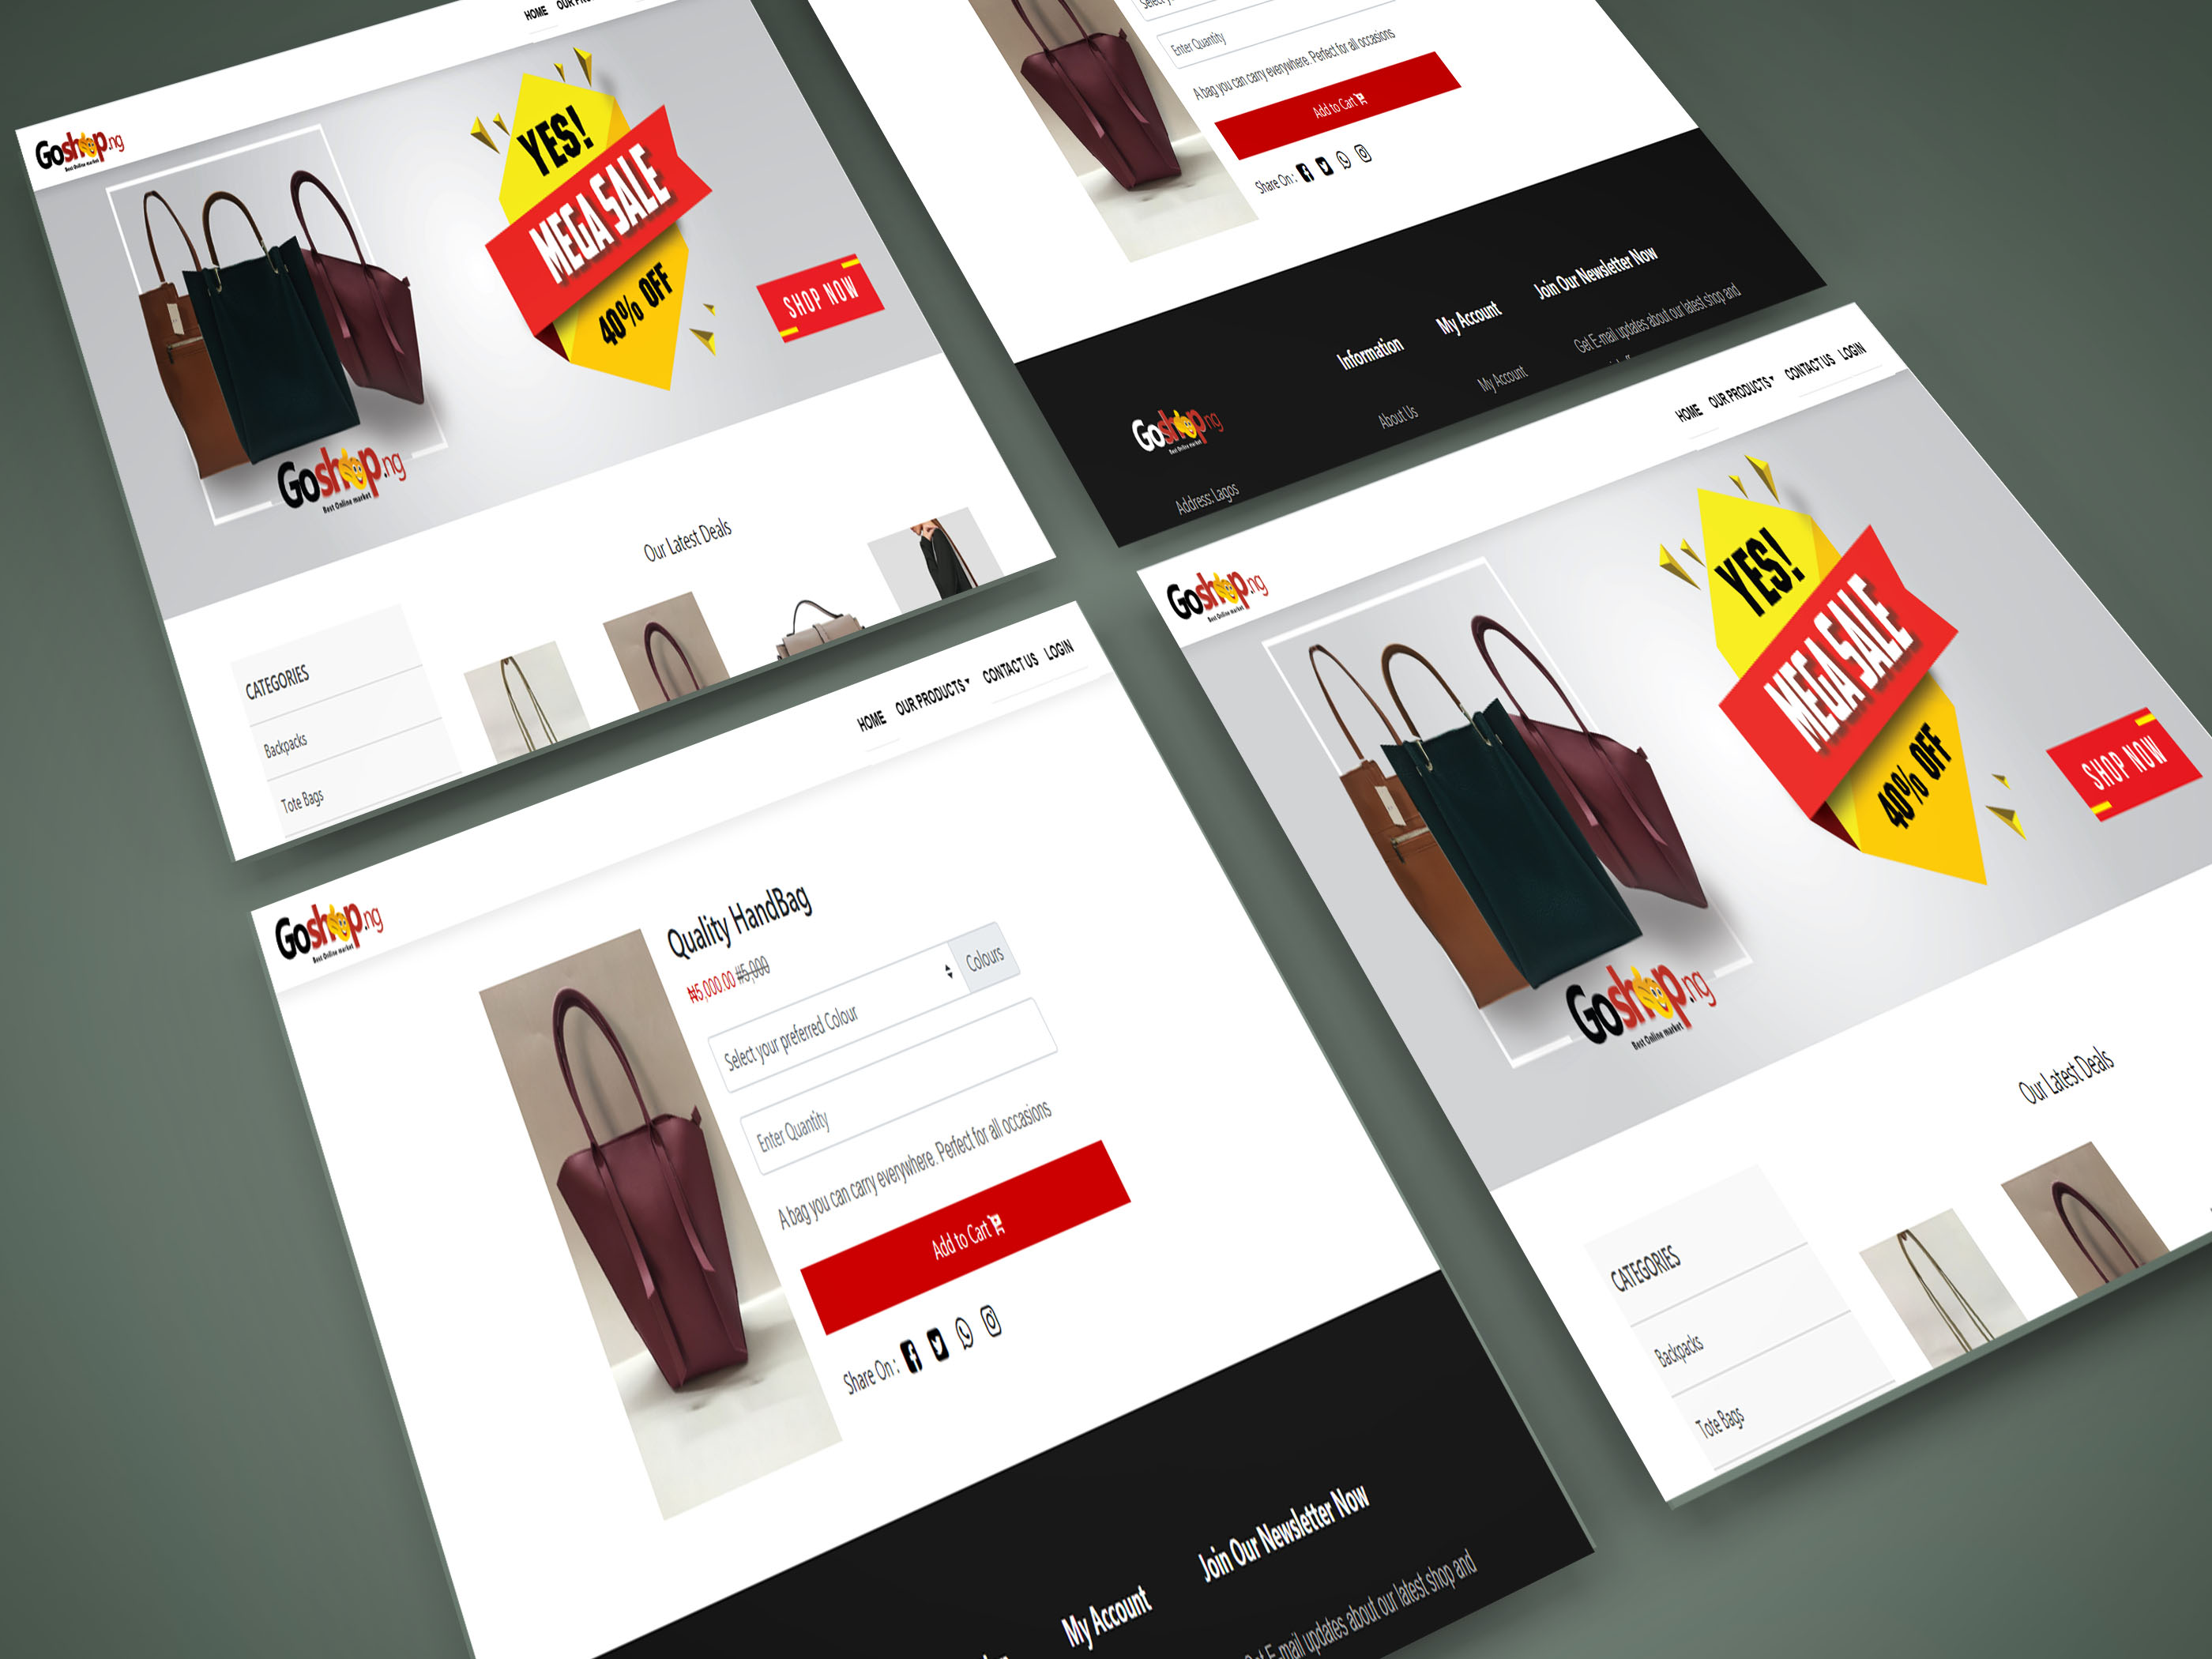 HOME
Goshop.ng
Best Online market
YES!
MEGA SALE
40% OFF
SHOP NOW
Goshop.ng
Best Online market
Our Latest Deals
CATEGORIES
Backpacks
Tote Bags
Enter Quantity
A bag you can carry everywhere. Perfect for all occasions
Add to Cart
Share On :
Information
My Account
Join Our Newsletter Now
Goshop.ng
Best Online market
About Us
My Account
Get E-mail updates about our latest shop and
Address: Lagos
Goshop.ng
Best Online market
HOME OUR PRODUCTS CONTACT US LOGIN
Quality HandBag
₦5,000.00 #5,000
Select your preferred Colour Colours
Enter Quantity
A bag you can carry everywhere. Perfect for all occasions
Add to Cart
Share On :
My Account
Join Our Newsletter Now
E-mail updates about our latest shop and
Goshop.ng
Best Online market
HOME OUR PRODUCTS CONTACT US LOGIN
YES!
MEGA SALE
40% OFF
SHOP NOW
Goshop.ng
Best Online market
Our Latest Deals
CATEGORIES
Backpacks
Tote Bags